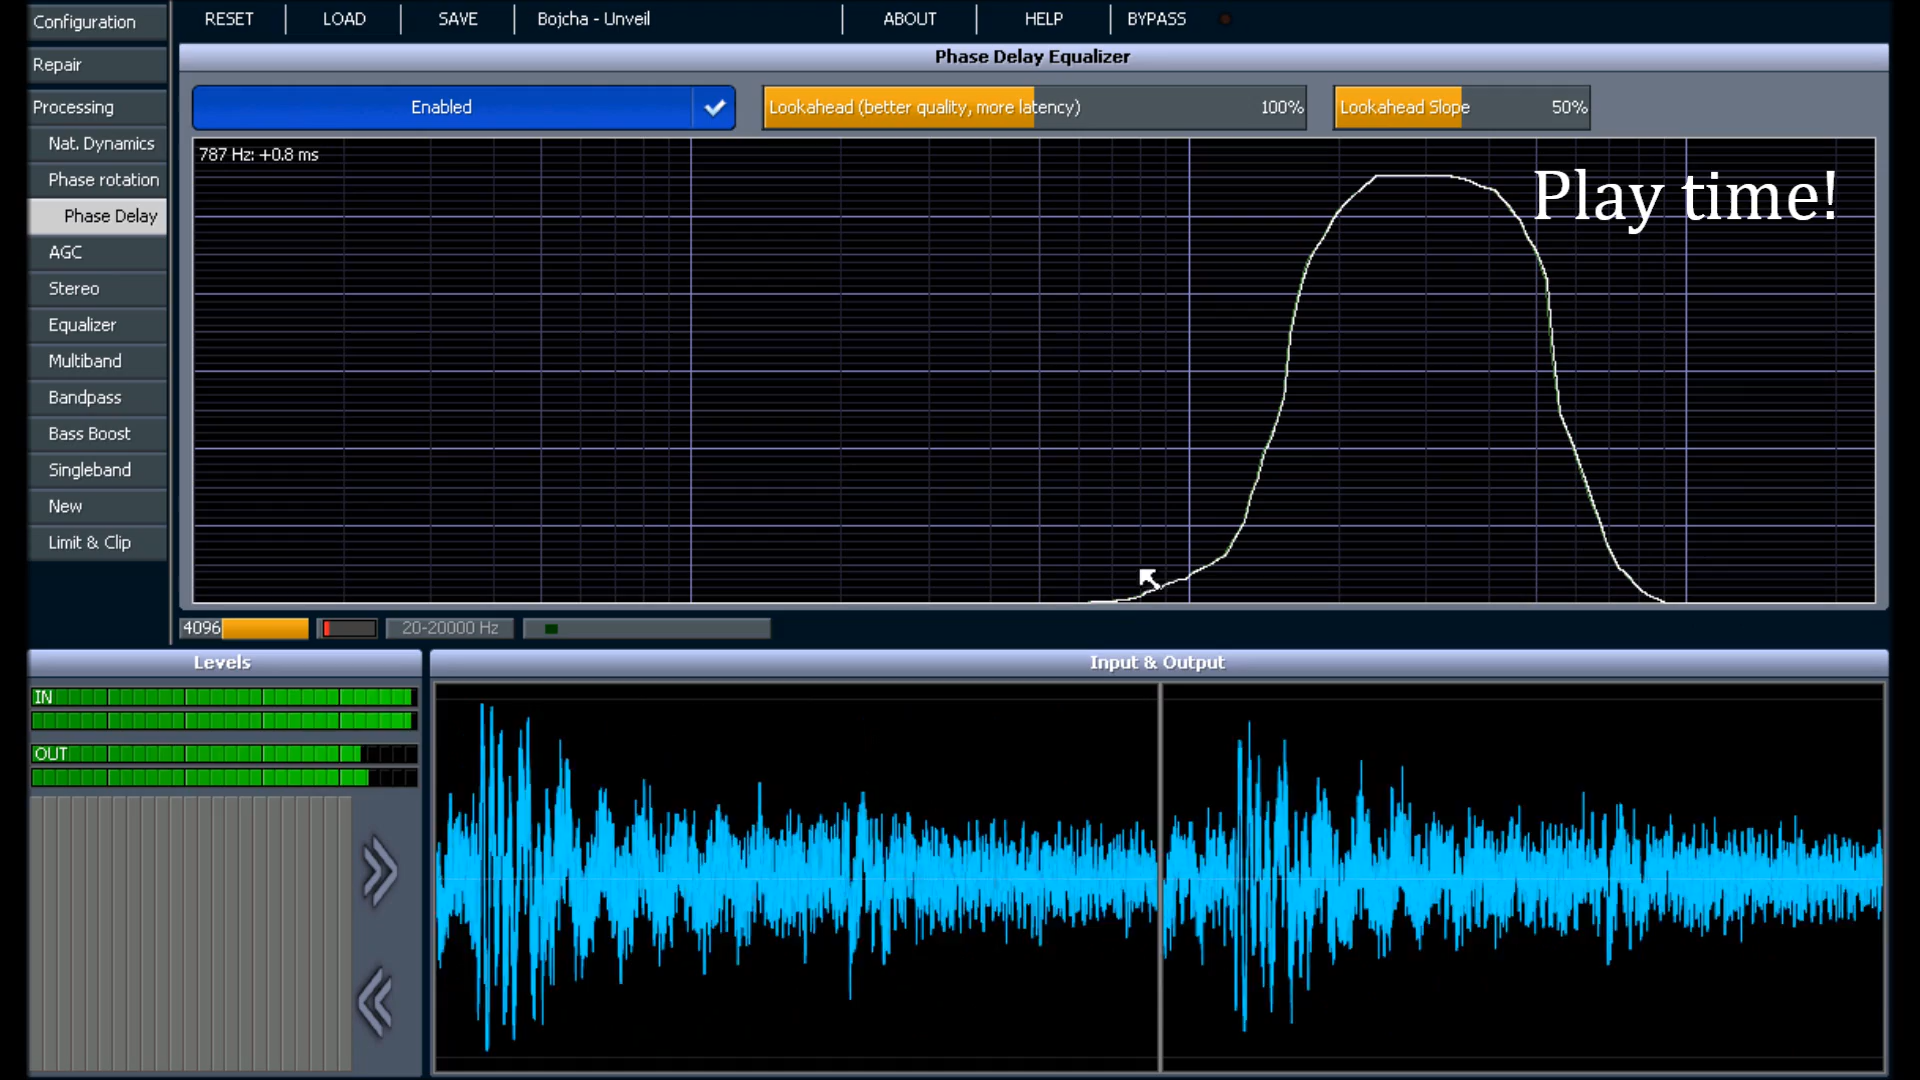 Configuration
RESET
LOAD
SAVE
Bojcha - Unveil
ABOUT
HELP
BYPASS
Repair
Phase Delay Equalizer
Processing
Enabled
Lookahead (better quality, more latency)
100%
Lookahead Slope
50%
Nat. Dynamics
787 Hz: +0.8 ms
Phase rotation
Play time!
Phase Delay
AGC
Stereo
Equalizer
Multiband
Bandpass
Bass Boost
Singleband
New
Limit & Clip
4096
20-20000 Hz
Levels
Input & Output
IN
OUT